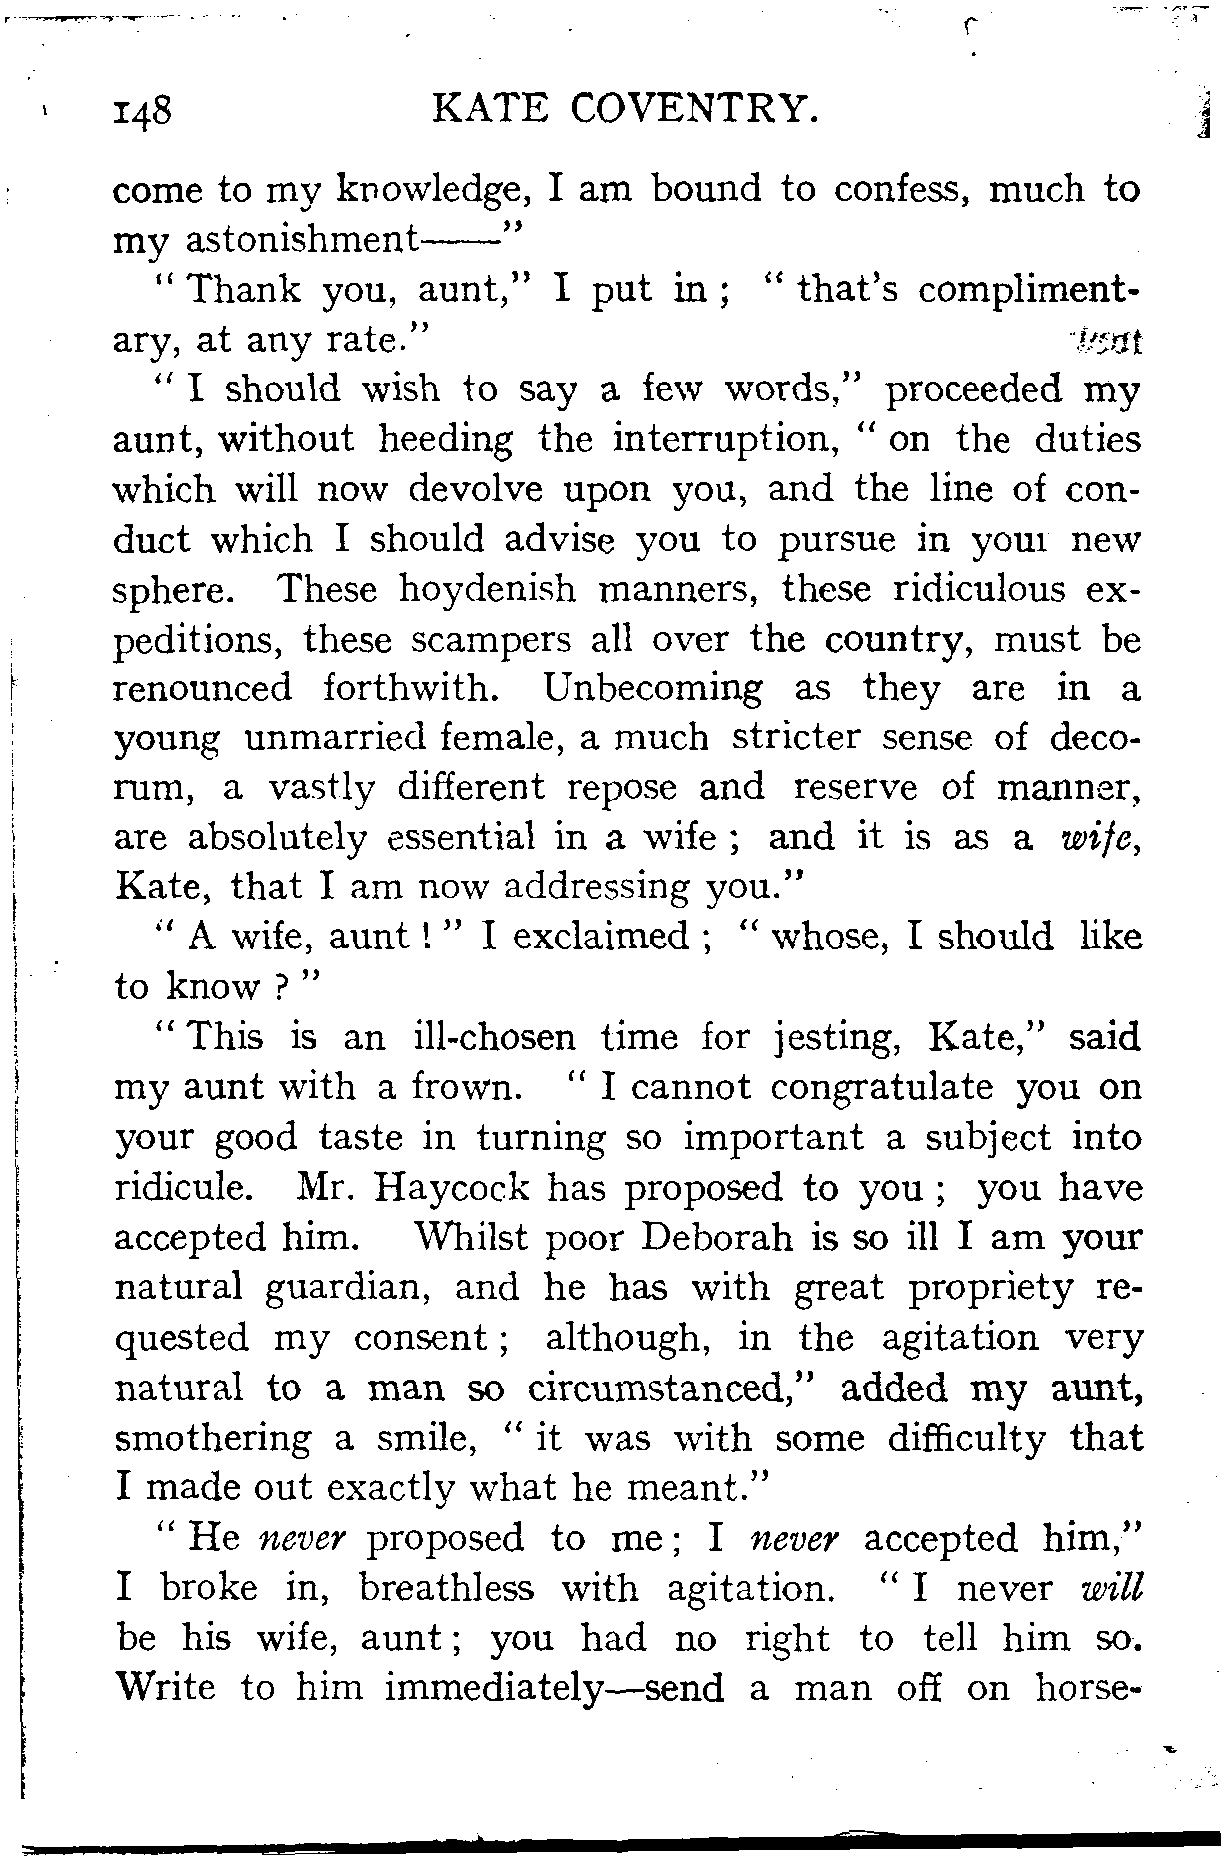 148 KATE COVENTRY.
come to my knowledge, I am bound to confess, much to
my astonishment——"
" Thank you, aunt," I put in ; " that's compliment-
ary, at any rate."
" I should wish to say a few words," proceeded my
aunt, without heeding the interruption, " on the duties
which will now devolve upon you, and the line of con-
duct which I should advise you to pursue in your new
sphere. These hoydenish manners, these ridiculous ex-
peditions, these scampers all over the country, must be
renounced forthwith. Unbecoming as they are in a
young unmarried female, a much stricter sense of deco-
rum, a vastly different repose and reserve of manner,
are absolutely essential in a wife ; and it is as a wife,
Kate, that I am now addressing you."
" A wife, aunt ! " I exclaimed ; " whose, I should like
to know ? "
" This is an ill-chosen time for jesting, Kate," said
my aunt with a frown. " I cannot congratulate you on
your good taste in turning so important a subject into
ridicule. Mr. Haycock has proposed to you ; you have
accepted him. Whilst poor Deborah is so ill I am your
natural guardian, and he has with great propriety re-
quested my consent ; although, in the agitation very
natural to a man so circumstanced," added my aunt,
smothering a smile, " it was with some difficulty that
I made out exactly what he meant."
" He never proposed to me ; I never accepted him,"
I broke in, breathless with agitation. " I never will
be his wife, aunt ; you had no right to tell him so.
Write to him immediately—send a man off on horse-